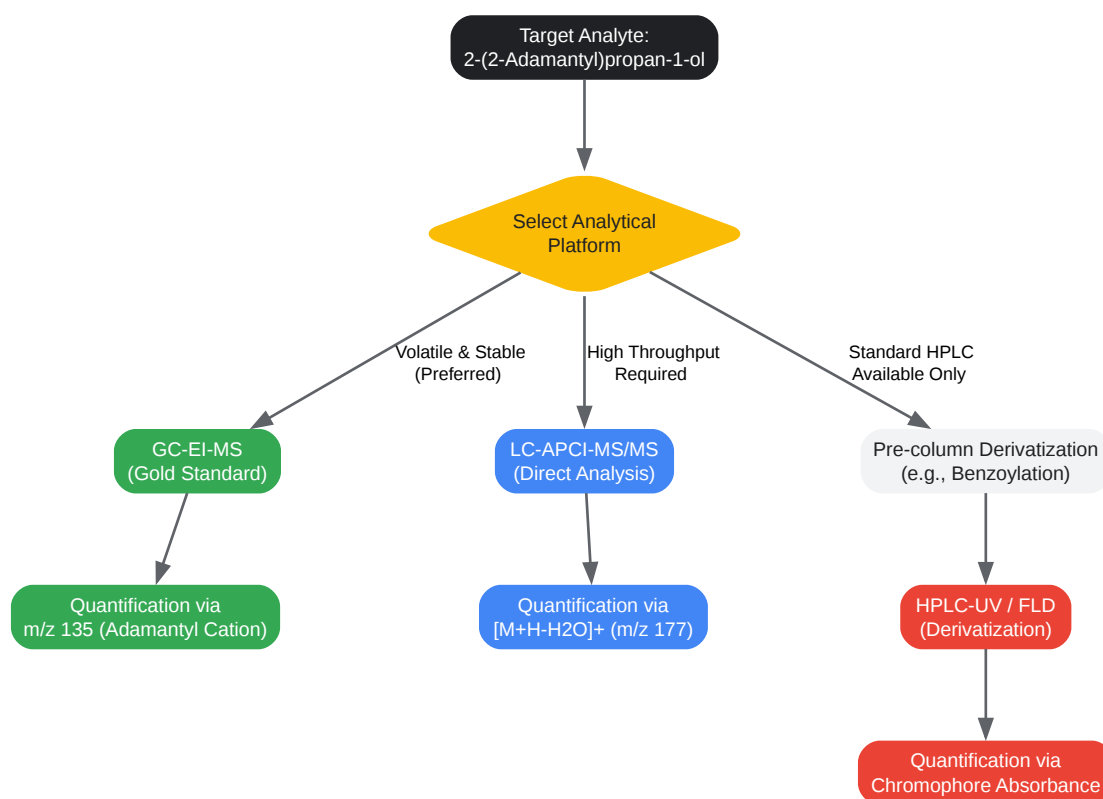 Target Analyte:
2-(2-Adamantyl)propan-1-ol
Select Analytical
Platform
Volatile & Stable
(Preferred)
High Throughput
Required
Standard HPLC
Available Only
GC-EI-MS
(Gold Standard)
LC-APCI-MS/MS
(Direct Analysis)
Pre-column Derivatization
(e.g., Benzoylation)
Quantification via
m/z 135 (Adamantyl Cation)
Quantification via
[M+H-H2O]+ (m/z 177)
HPLC-UV / FLD
(Derivatization)
Quantification via
Chromophore Absorbance